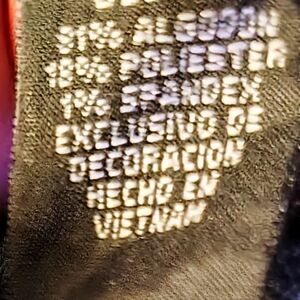 81% ALGODON
18% POLIESTER
1% SPANDEX
EXCLUSIVO DE
DECORACION
HECHO EN
VIETNAM